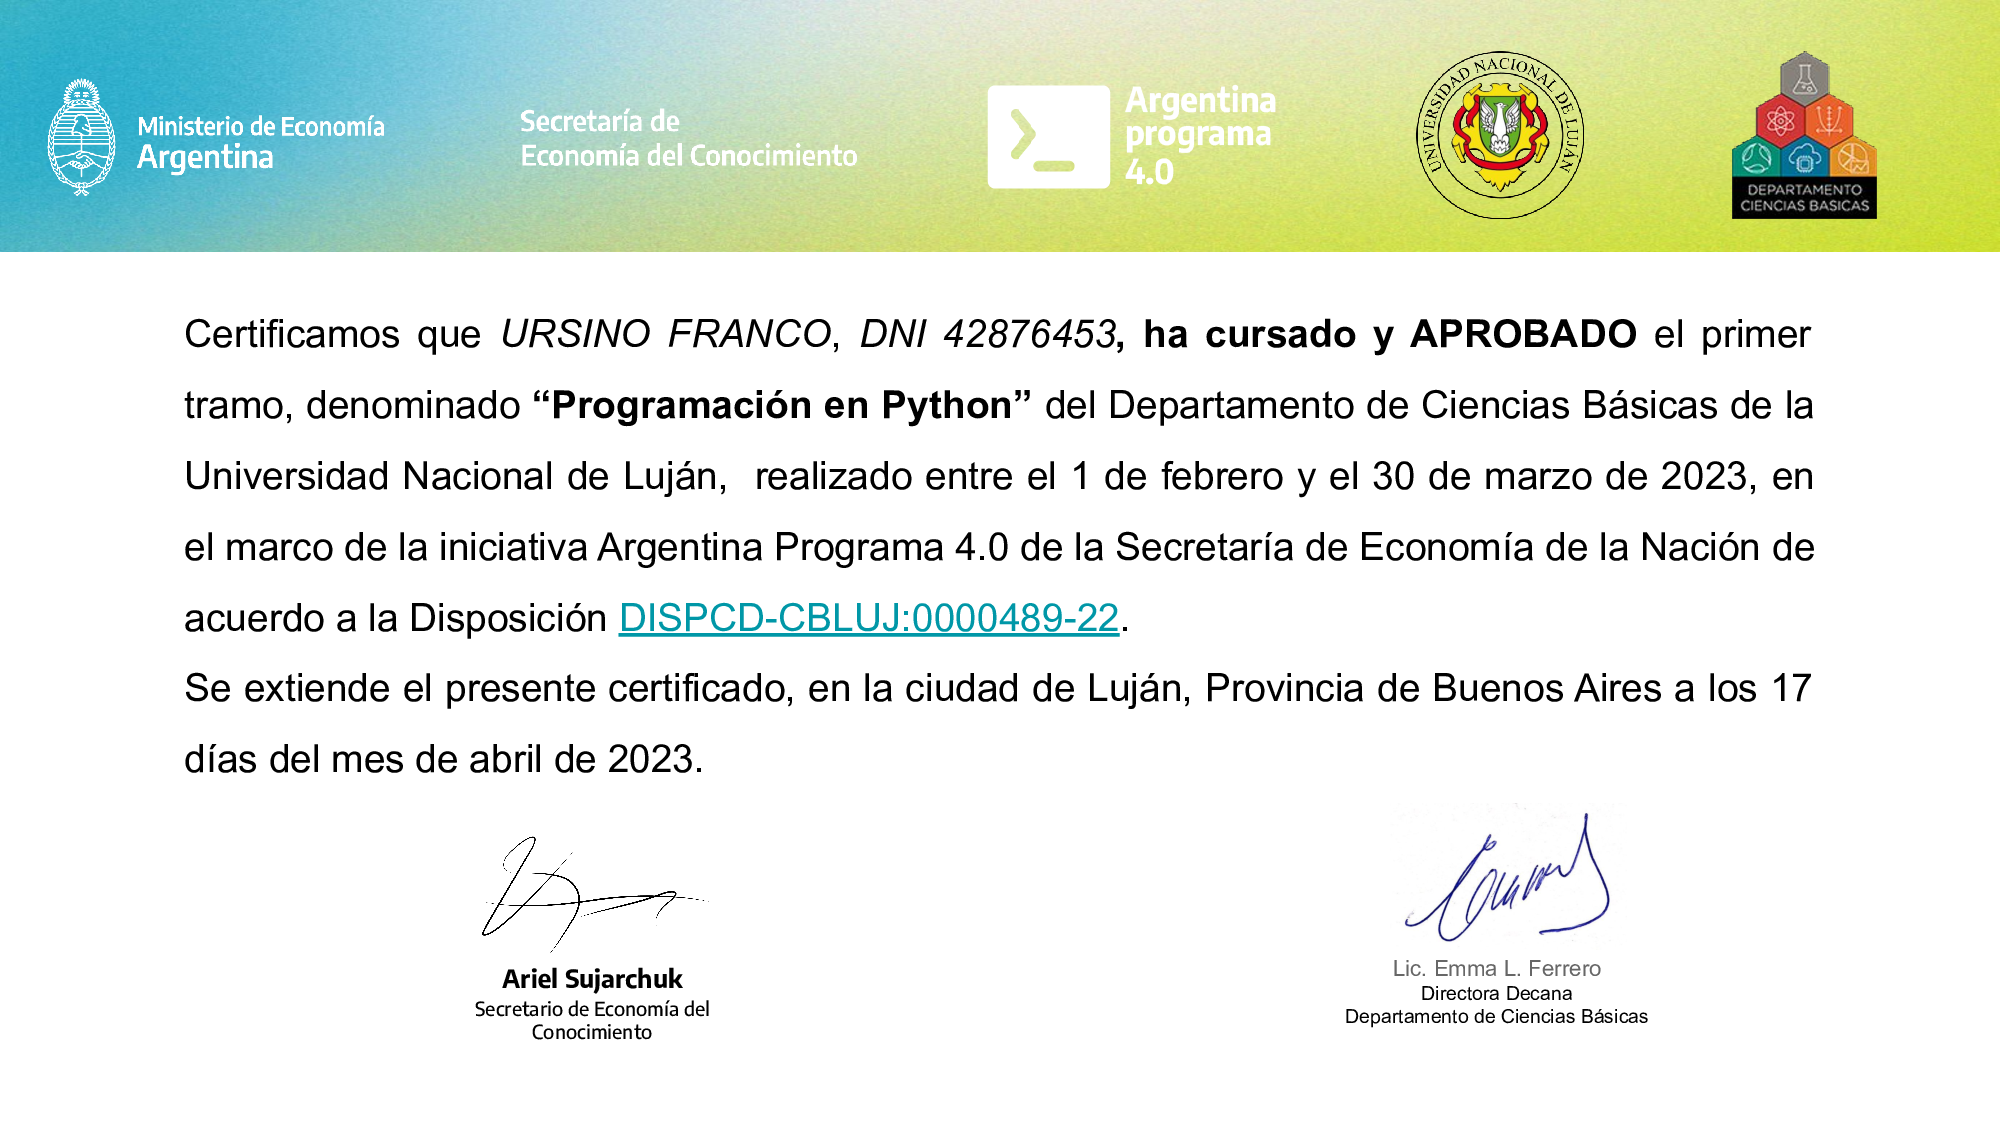 Ministerio de Economía
Argentina
Secretaría de
Economía del Conocimiento
Argentina
programa
4.0
UNIVERSIDAD NACIONAL DE LUJAN
DEPARTAMENTO
CIENCIAS BASICAS
Certificamos que URSINO FRANCO, DNI 42876453, ha cursado y APROBADO el primer
tramo, denominado “Programación en Python” del Departamento de Ciencias Básicas de la
Universidad Nacional de Luján, realizado entre el 1 de febrero y el 30 de marzo de 2023, en
el marco de la iniciativa Argentina Programa 4.0 de la Secretaría de Economía de la Nación de
acuerdo a la Disposición DISPCD-CBLUJ:0000489-22.
Se extiende el presente certificado, en la ciudad de Luján, Provincia de Buenos Aires a los 17
días del mes de abril de 2023.
Ariel Sujarchuk
Secretario de Economía del
Conocimiento
Lic. Emma L. Ferrero
Directora Decana
Departamento de Ciencias Básicas